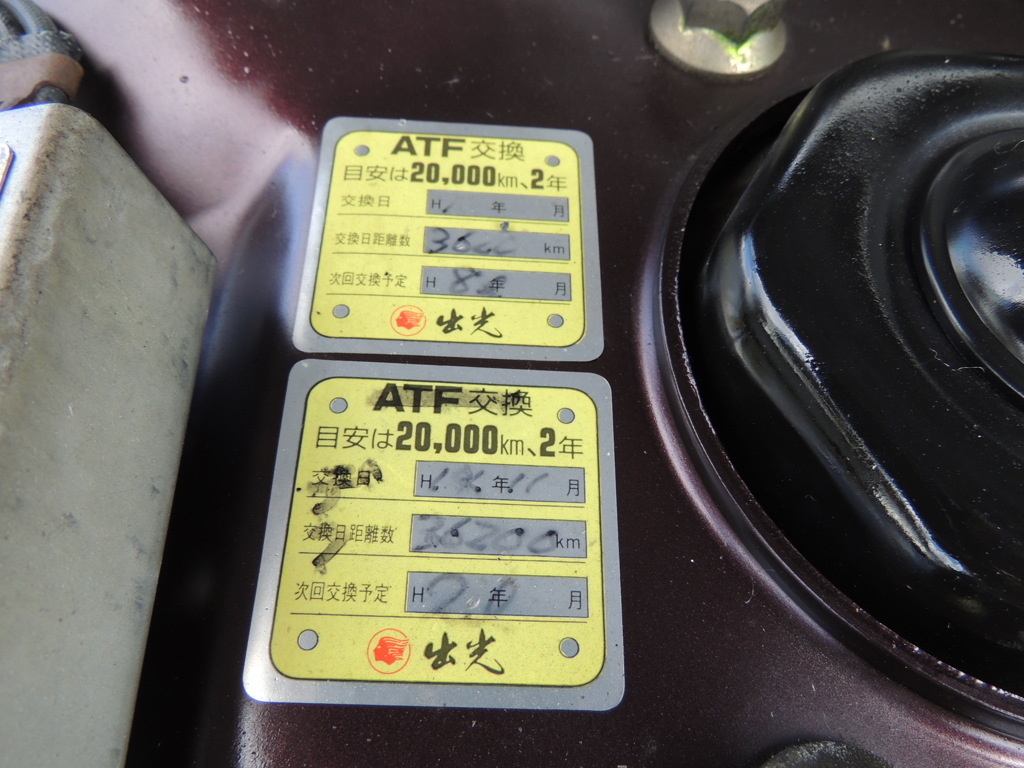 ATF交換
目安は20,000km、2年
交換日 H 年 月
交換日距離数 km
次回交換予定 H 年 月
出光
ATF交換
目安は20,000km、2年
交換日 H 年 11 月
交換日距離数 36200 km
次回交換予定 H 年 月
出光